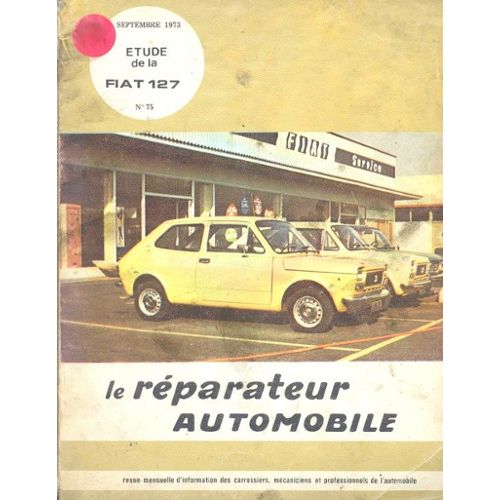 SEPTEMBRE 1973
ETUDE
de la
FIAT 127
N° 75
FIAT
Service
le réparateur
AUTOMOBILE
revue mensuelle d'information des carrossiers, mécaniciens et professionnels de l'automobile